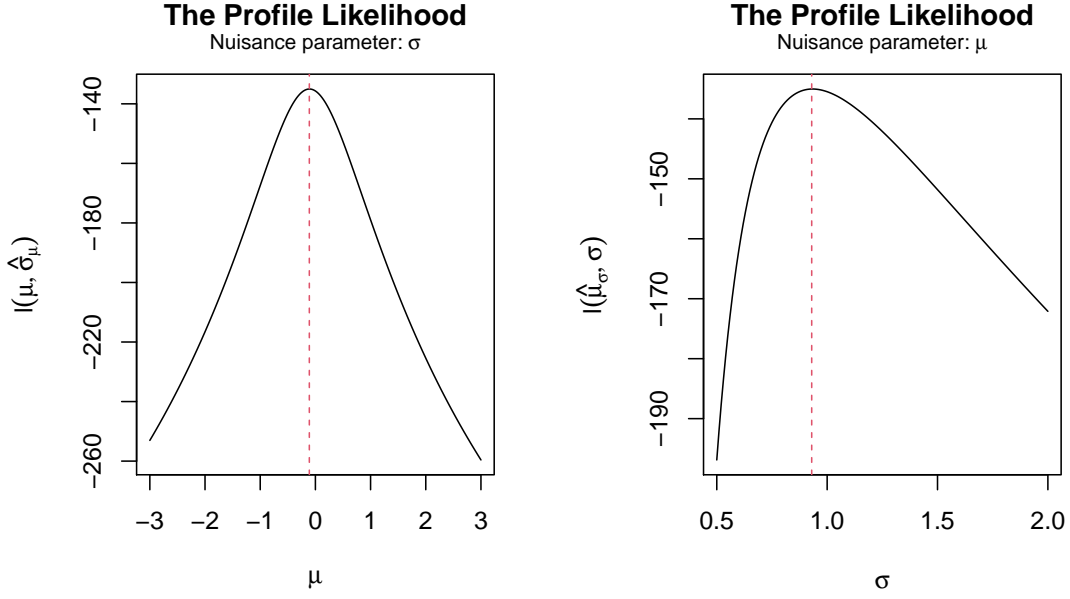 The Profile Likelihood
Nuisance parameter: σ
l(μ, σ̂μ)
−140
−180
−220
−260
−3 −2 −1 0 1 2 3
μ
The Profile Likelihood
Nuisance parameter: μ
l(μ̂σ, σ)
−150
−170
−190
0.5 1.0 1.5 2.0
σ